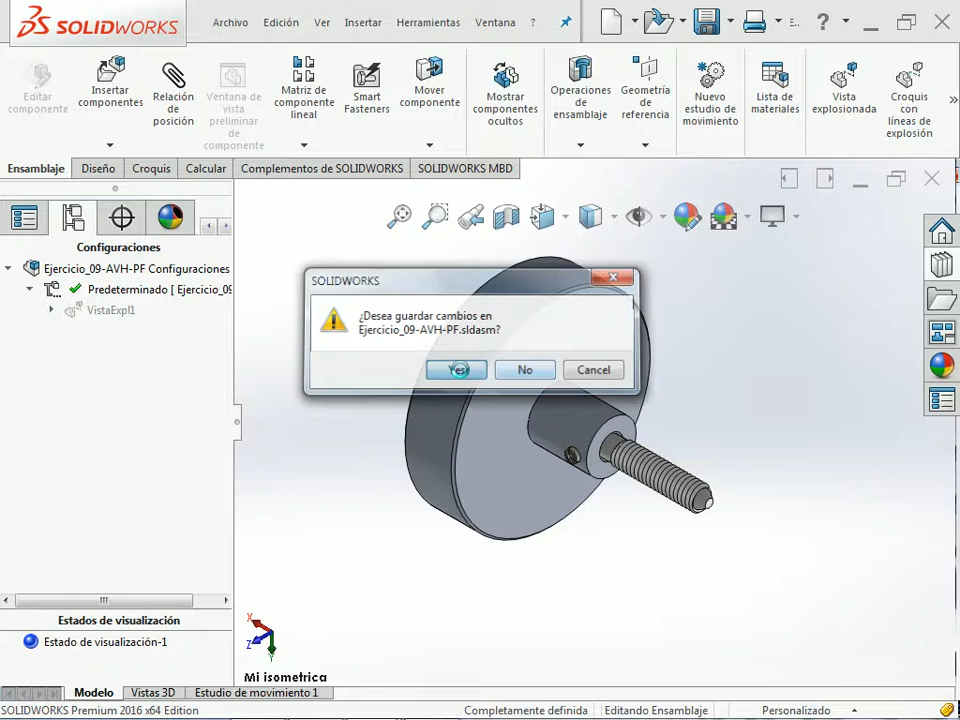 SOLIDWORKS
Archivo Edición Ver Insertar Herramientas Ventana ?
E..
?
Editar componente
Insertar componentes
Relación de posición
Ventana de vista preliminar de componente
Matriz de componente lineal
Smart Fasteners
Mover componente
Mostrar componentes ocultos
Operaciones de ensamblaje
Geometría de referencia
Nuevo estudio de movimiento
Lista de materiales
Vista explosionada
Croquis con líneas de explosión
»
Ensamblaje Diseño Croquis Calcular Complementos de SOLIDWORKS SOLIDWORKS MBD
Configuraciones
Ejercicio_09-AVH-PF Configuraciones
Predeterminado [ Ejercicio_09
VistaExpl1
SOLIDWORKS
¿Desea guardar cambios en
Ejercicio_09-AVH-PF.sldasm?
Yes No Cancel
Estados de visualización
Estado de visualización-1
X
Z
Y
Mi isometrica
Modelo Vistas 3D Estudio de movimiento 1
SOLIDWORKS Premium 2016 x64 Edition Completamente definida Editando Ensamblaje Personalizado